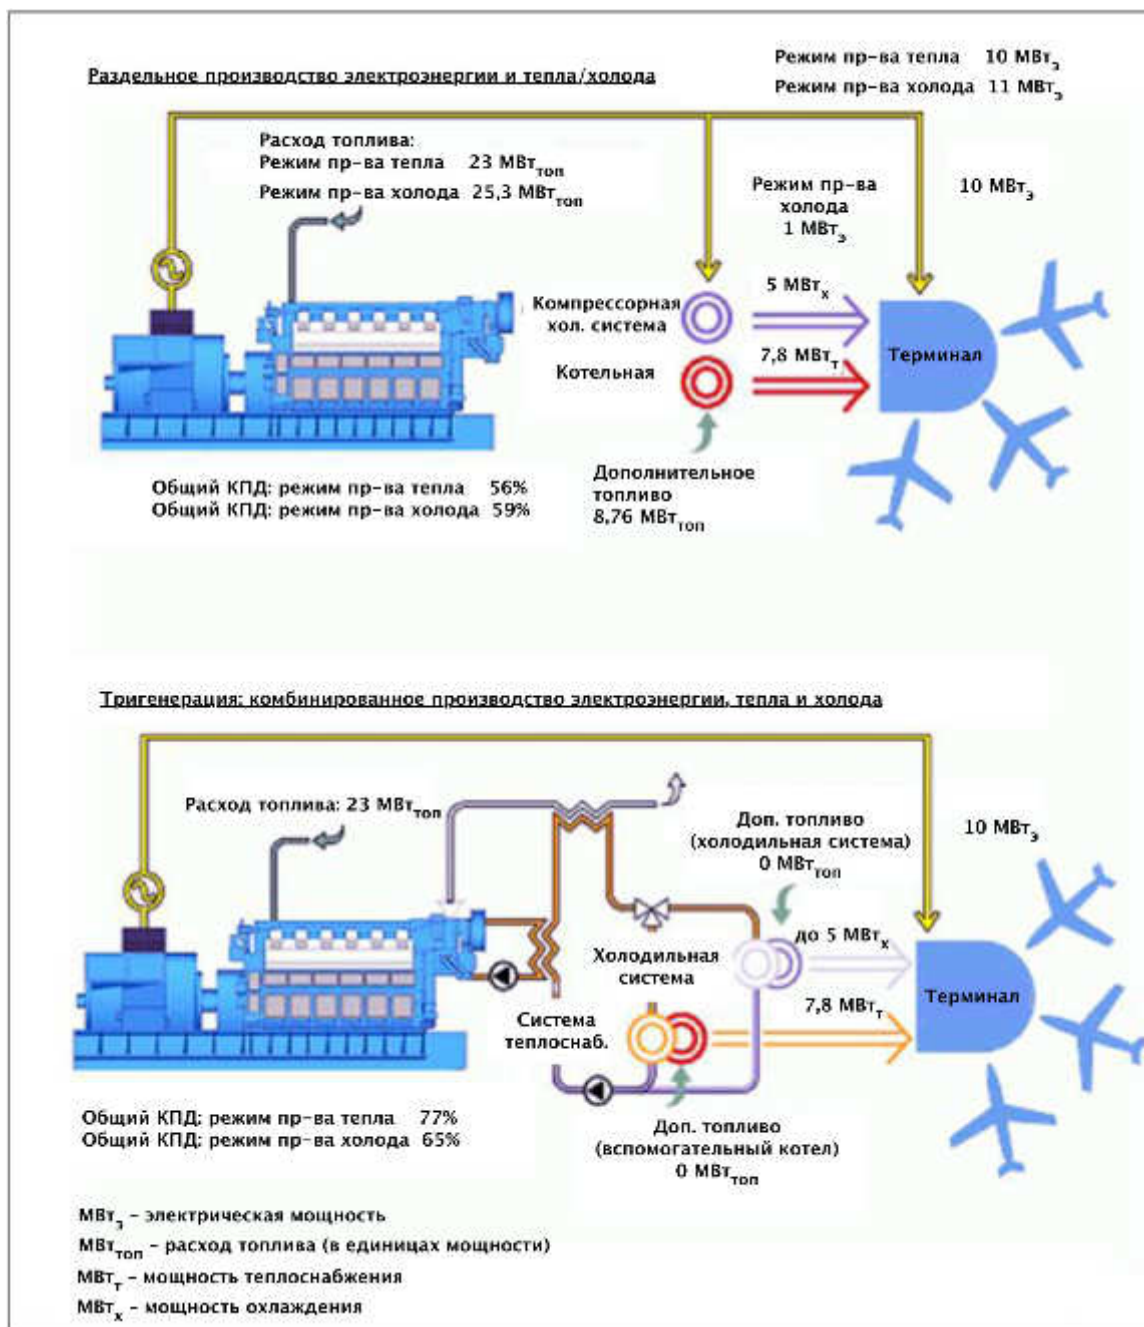 Раздельное производство электроэнергии и тепла/холода
Режим пр-ва тепла 10 МВтэ
Режим пр-ва холода 11 МВтэ
Расход топлива:
Режим пр-ва тепла 23 МВттоп
Режим пр-ва холода 25,3 МВттоп
Режим пр-ва
холода
1 МВтэ
10 МВтэ
Компрессорная
хол. система
5 МВтх
Котельная
7,8 МВтт
Терминал
Общий КПД: режим пр-ва тепла 56%
Общий КПД: режим пр-ва холода 59%
Дополнительное
топливо
8,76 МВттоп
Тригенерация: комбинированное производство электроэнергии, тепла и холода
Расход топлива: 23 МВттоп
Доп. топливо
(холодильная система)
0 МВттоп
10 МВтэ
Холодильная
система
до 5 МВтх
Система
теплоснаб.
7,8 МВтт
Терминал
Общий КПД: режим пр-ва тепла 77%
Общий КПД: режим пр-ва холода 65%
Доп. топливо
(вспомогательный котел)
0 МВттоп
МВтэ – электрическая мощность
МВттоп – расход топлива (в единицах мощности)
МВтт – мощность теплоснабжения
МВтх – мощность охлаждения